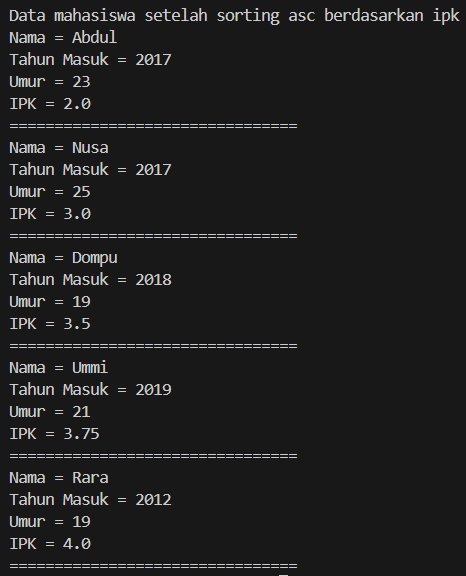 Data mahasiswa setelah sorting asc berdasarkan ipk
Nama = Abdul
Tahun Masuk = 2017
Umur = 23
IPK = 2.0
================================
Nama = Nusa
Tahun Masuk = 2017
Umur = 25
IPK = 3.0
================================
Nama = Dompu
Tahun Masuk = 2018
Umur = 19
IPK = 3.5
================================
Nama = Ummi
Tahun Masuk = 2019
Umur = 21
IPK = 3.75
================================
Nama = Rara
Tahun Masuk = 2012
Umur = 19
IPK = 4.0
================================